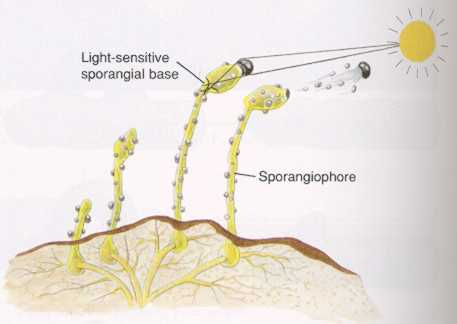 Light-sensitive
sporangial base
Sporangiophore